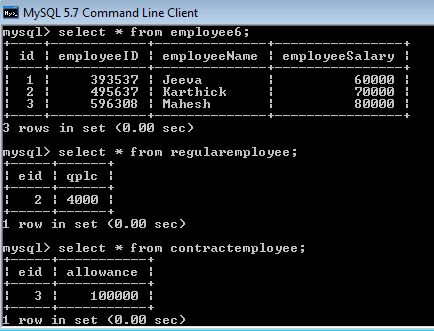 MySQL 5.7 Command Line Client
mysql> select * from employee6;
+----+------------+--------------+----------------+
| id | employeeID | employeeName | employeeSalary |
+----+------------+--------------+----------------+
| 1 | 393537 | Jeeva | 60000 |
| 2 | 495637 | Karthick | 70000 |
| 3 | 596308 | Mahesh | 80000 |
+----+------------+--------------+----------------+
3 rows in set (0.00 sec)
mysql> select * from regularemployee;
+-----+------+
| eid | qplc |
+-----+------+
| 2 | 4000 |
+-----+------+
1 row in set (0.00 sec)
mysql> select * from contractemployee;
+-----+-----------+
| eid | allowance |
+-----+-----------+
| 3 | 100000 |
+-----+-----------+
1 row in set (0.00 sec)